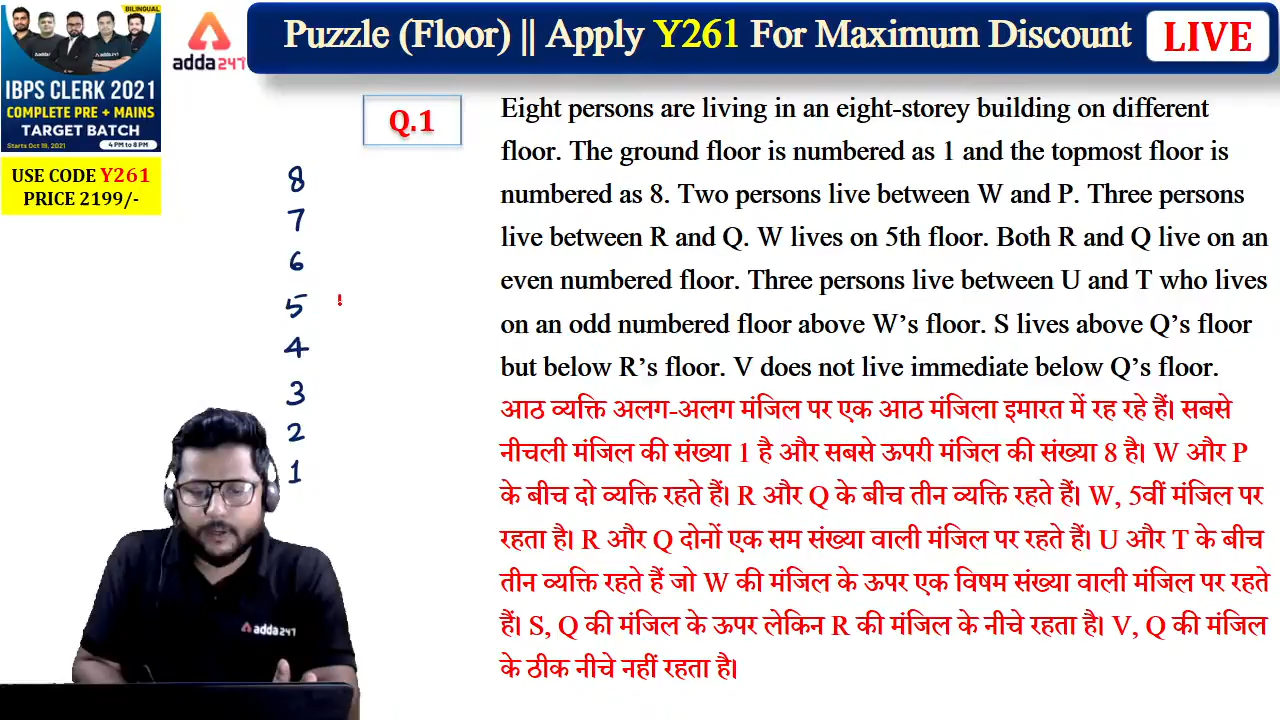 BILINGUAL
adda247
IBPS CLERK 2021
COMPLETE PRE + MAINS
TARGET BATCH
Starts Oct 18, 2021
4 PM to 8 PM
USE CODE Y261
PRICE 2199/-
adda247
Puzzle (Floor) || Apply Y261 For Maximum Discount
LIVE
Q.1
Eight persons are living in an eight-storey building on different
floor. The ground floor is numbered as 1 and the topmost floor is
numbered as 8. Two persons live between W and P. Three persons
live between R and Q. W lives on 5th floor. Both R and Q live on an
even numbered floor. Three persons live between U and T who lives
on an odd numbered floor above W’s floor. S lives above Q’s floor
but below R’s floor. V does not live immediate below Q’s floor.
आठ व्यक्ति अलग-अलग मंजिल पर एक आठ मंजिला इमारत में रह रहे हैं। सबसे
नीचली मंजिल की संख्या 1 है और सबसे ऊपरी मंजिल की संख्या 8 है। W और P
के बीच दो व्यक्ति रहते हैं। R और Q के बीच तीन व्यक्ति रहते हैं। W, 5वीं मंजिल पर
रहता है। R और Q दोनों एक सम संख्या वाली मंजिल पर रहते हैं। U और T के बीच
तीन व्यक्ति रहते हैं जो W की मंजिल के ऊपर एक विषम संख्या वाली मंजिल पर रहते
हैं। S, Q की मंजिल के ऊपर लेकिन R की मंजिल के नीचे रहता है। V, Q की मंजिल
के ठीक नीचे नहीं रहता है।
8
7
6
5
4
3
2
1
adda247